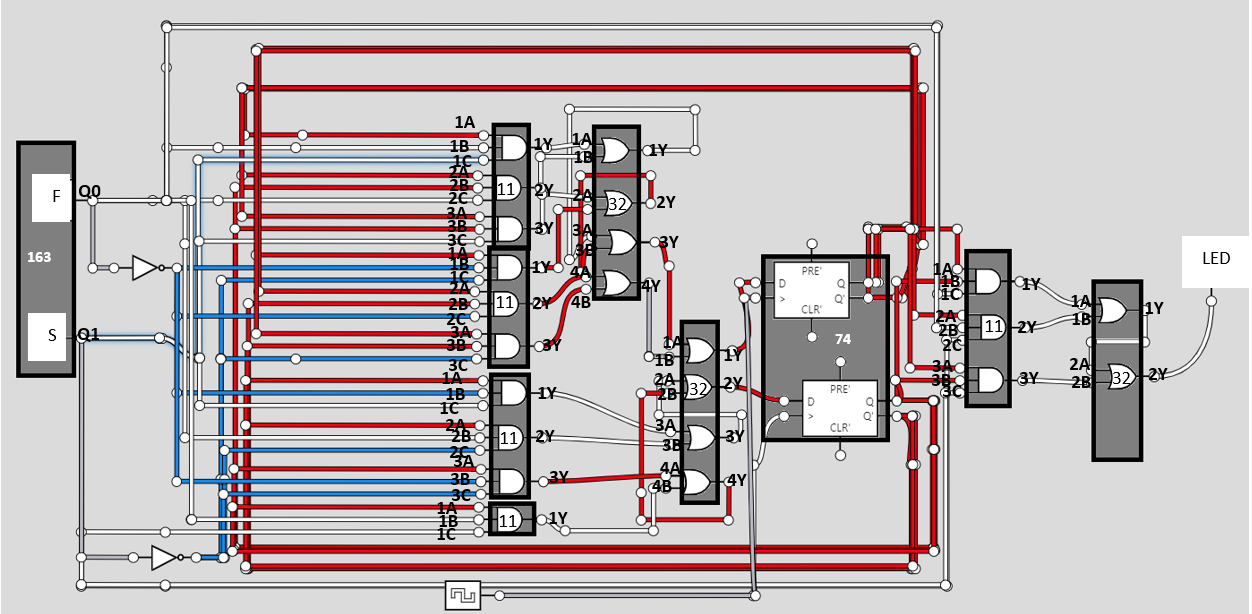 163
F
S
Q0
Q1
1A
1B
1C
2A
2B
2C
3A
3B
3C
11
1Y
2Y
3Y
1A
1B
1C
2A
2B
2C
3A
3B
3C
11
1Y
2Y
3Y
1A
1B
1C
2A
2B
2C
3A
3B
3C
11
1Y
2Y
3Y
1A
1B
1C
11
1Y
1A
1B
2A
3A
3B
4A
4B
32
1Y
2Y
3Y
4Y
1A
1B
2A
2B
3A
3B
4A
4B
32
1Y
2Y
3Y
4Y
D
>
PRE'
CLR'
Q
Q'
74
D
>
PRE'
CLR'
Q
Q'
1A
1B
1C
2A
2B
2C
3A
3B
3C
11
1Y
2Y
3Y
1A
1B
2A
2B
32
1Y
2Y
LED